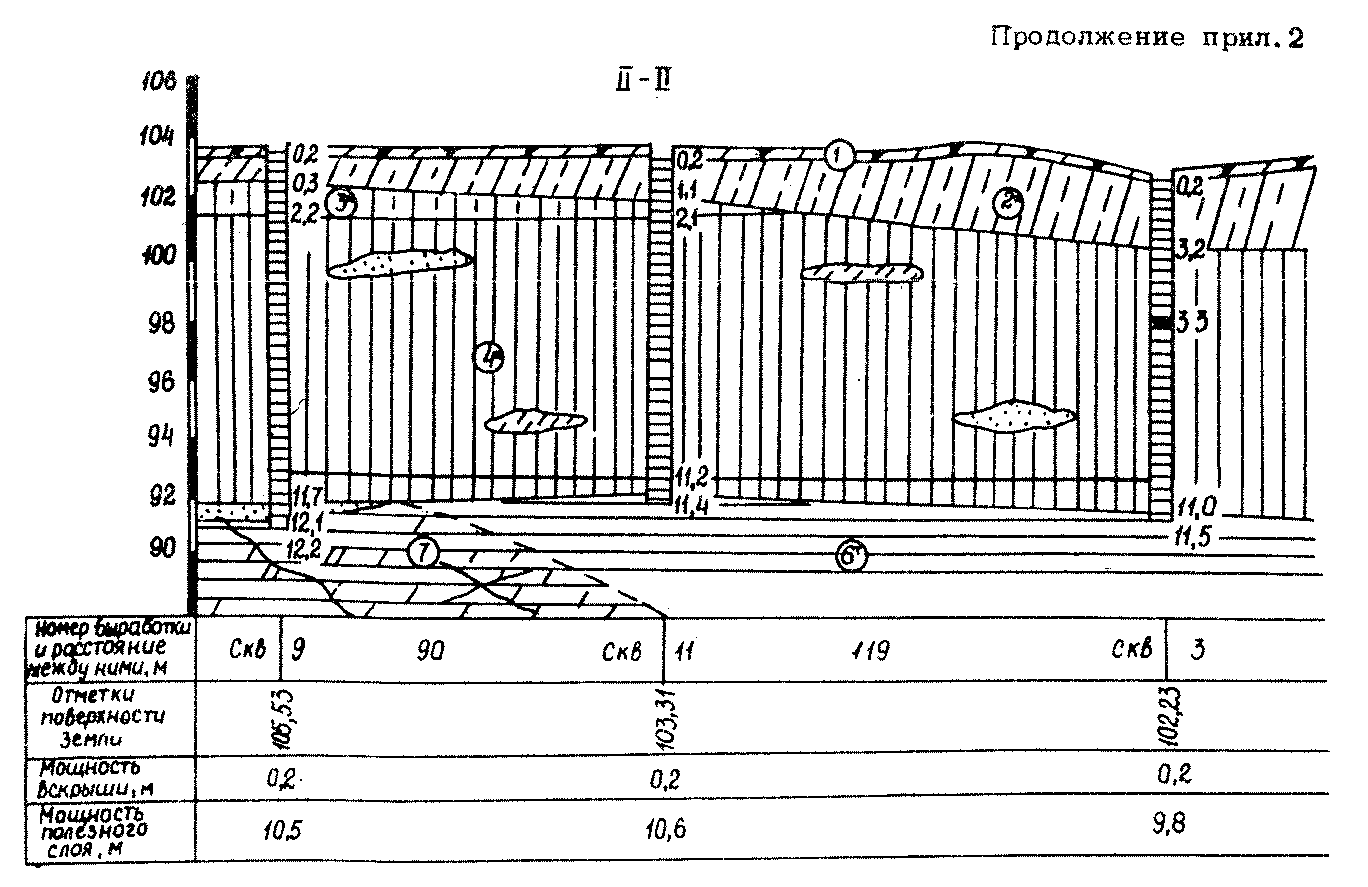 Продолжение прил.2
II-II
106
104
102
100
98
96
94
92
90
0,2
0,3
2,2
11,7
12,1
12,2
0,2
1,1
2,1
11,2
11,4
0,2
3,2
3 3
11,0
11,5
1
2
3
4
6
7
Номер выработки
и расстояние
между ними, м
Скв 9 90 Скв 11 119 Скв 3
Отметки
поверхности
Земли
103,31
102,23
Мощность
вскрыши, м
0,2 0,2 0,2
Мощность
полезного
слоя, м
10,5 10,6 9,8